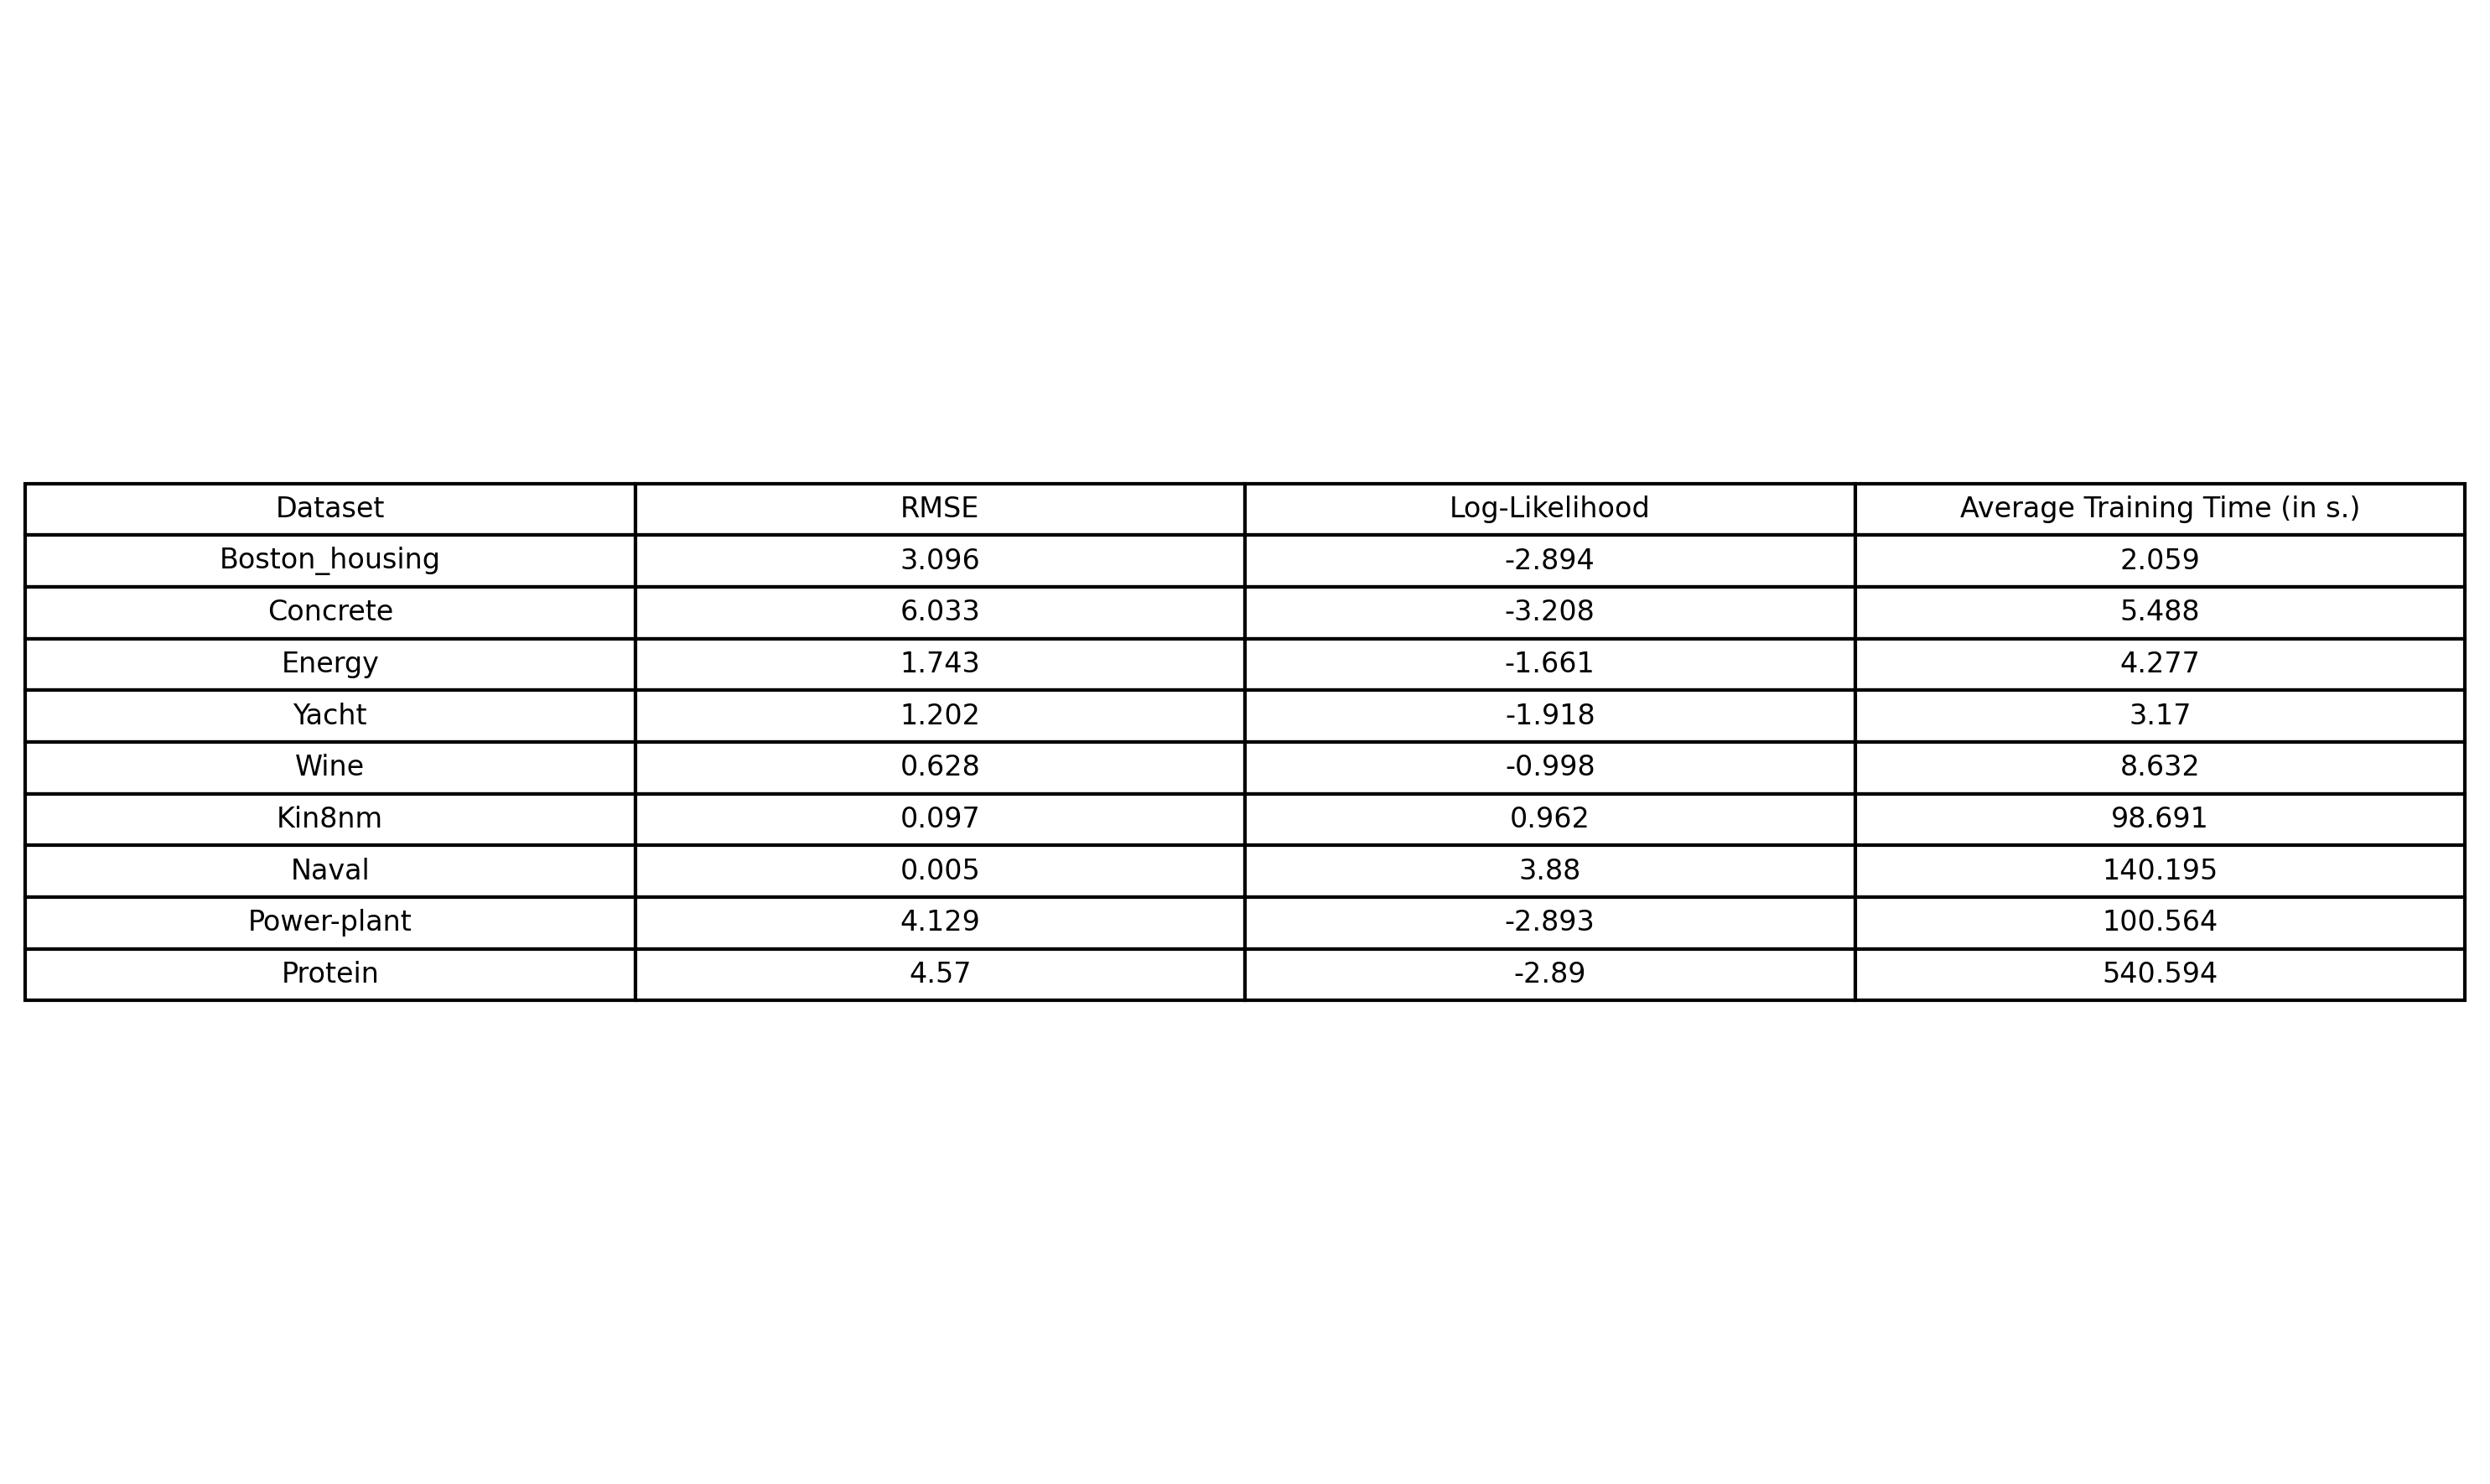 Dataset RMSE Log-Likelihood Average Training Time (in s.)
Boston_housing 3.096 -2.894 2.059
Concrete 6.033 -3.208 5.488
Energy 1.743 -1.661 4.277
Yacht 1.202 -1.918 3.17
Wine 0.628 -0.998 8.632
Kin8nm 0.097 0.962 98.691
Naval 0.005 3.88 140.195
Power-plant 4.129 -2.893 100.564
Protein 4.57 -2.89 540.594